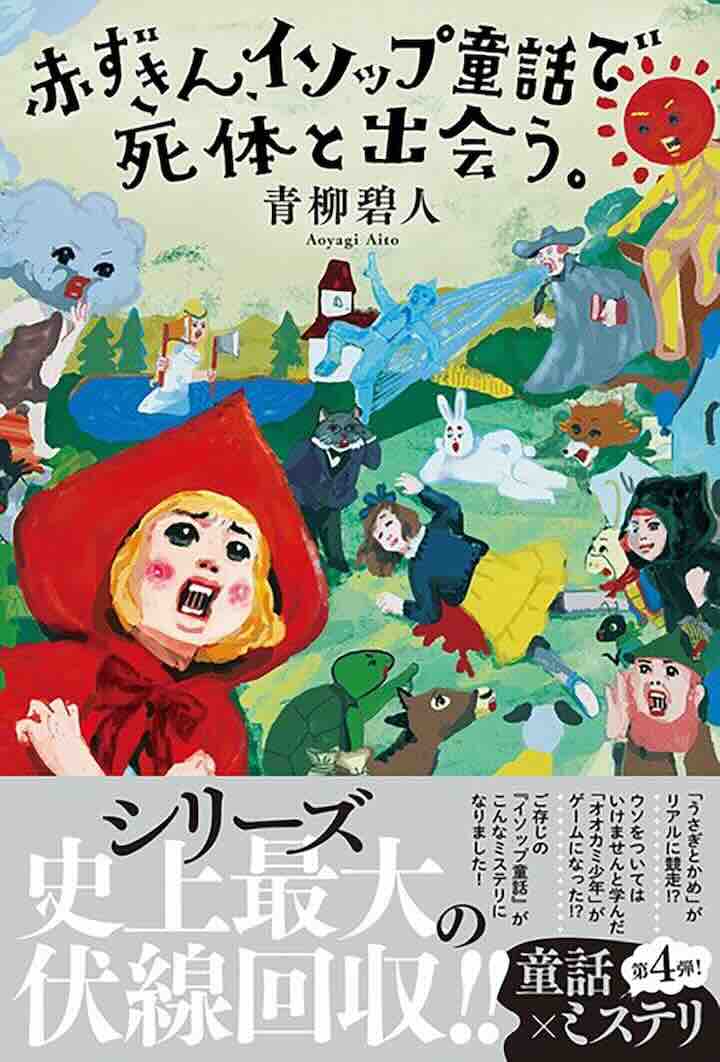 赤ずきん、イソップ童話で
死体と出会う。
青柳碧人
Aoyagi Aito
シリーズ
史上最大の
伏線回収!!
「うさぎとかめ」が
リアルに競走!?
ウソをついては
いけませんと学んだ
「オオカミ少年」が
ゲームになった!?
ご存じの
『イソップ童話』が
こんなミステリに
なりました!
第4弾!
童話
×ミステリ